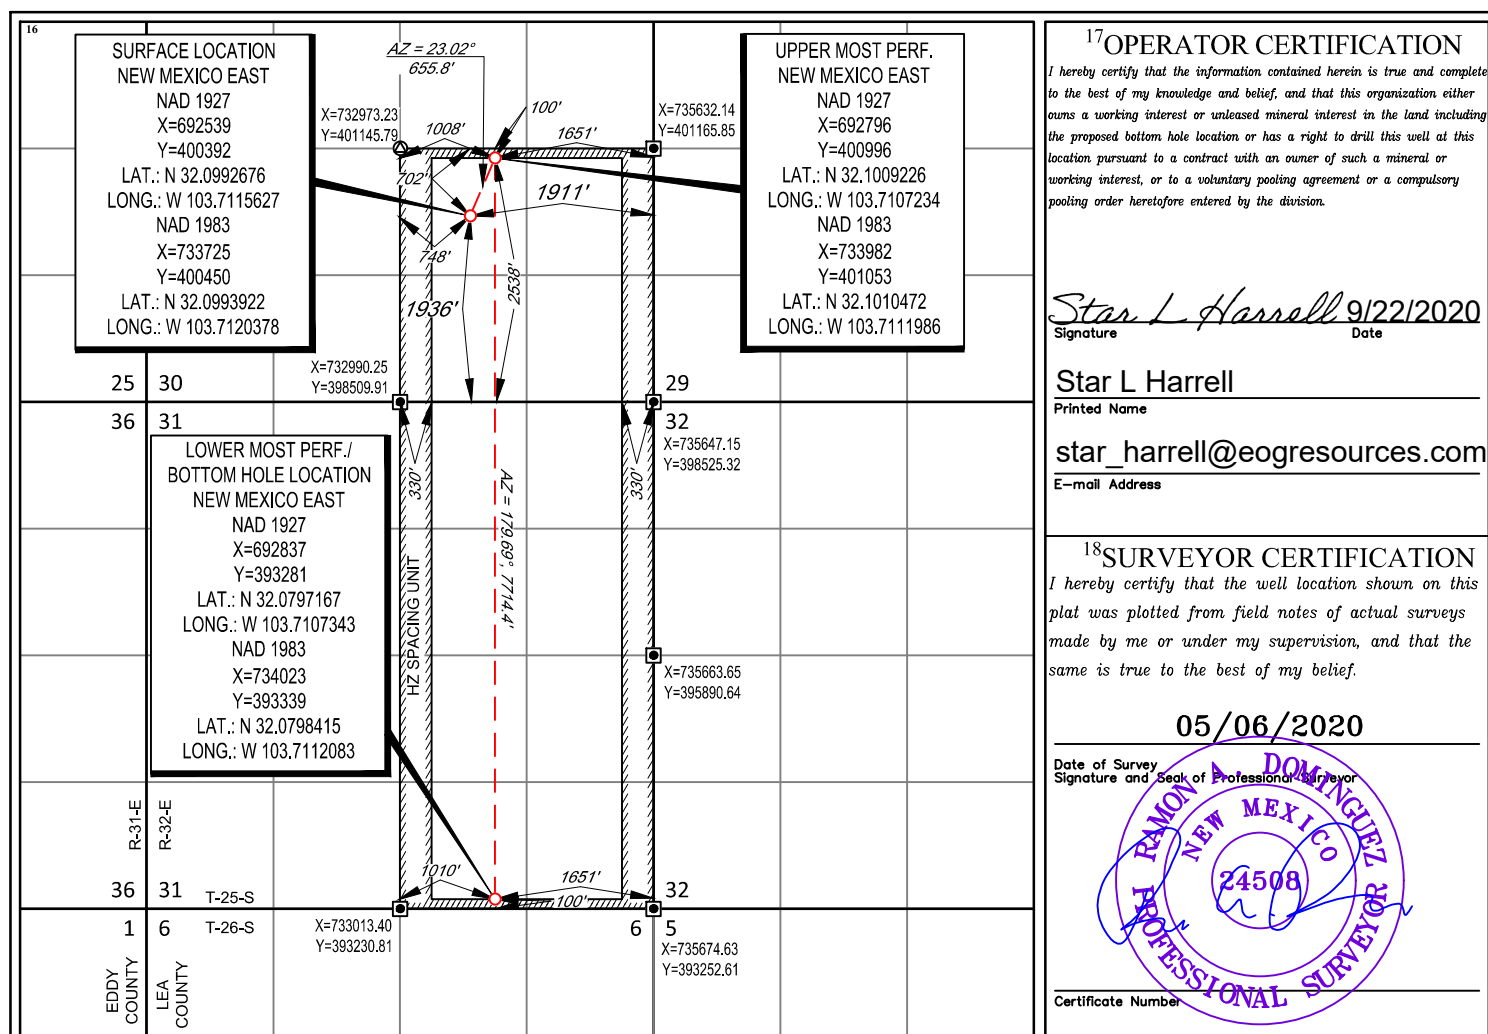 16
SURFACE LOCATION
NEW MEXICO EAST
NAD 1927
X=692539
Y=400392
LAT.: N 32.0992676
LONG.: W 103.7115627
NAD 1983
X=733725
Y=400450
LAT.: N 32.0993922
LONG.: W 103.7120378
AZ = 23.02°
655.8'
X=732973.23
Y=401145.79
1008'
100'
1651'
X=735632.14
Y=401165.85
702'
1911'
748'
1936'
2538'
UPPER MOST PERF.
NEW MEXICO EAST
NAD 1927
X=692796
Y=400996
LAT.: N 32.1009226
LONG.: W 103.7107234
NAD 1983
X=733982
Y=401053
LAT.: N 32.1010472
LONG.: W 103.7111986
X=732990.25
Y=398509.91
25 30
29
36 31
32
X=735647.15
Y=398525.32
330'
330'
LOWER MOST PERF./
BOTTOM HOLE LOCATION
NEW MEXICO EAST
NAD 1927
X=692837
Y=393281
LAT.: N 32.0797167
LONG.: W 103.7107343
NAD 1983
X=734023
Y=393339
LAT.: N 32.0798415
LONG.: W 103.7112083
HZ SPACING UNIT
AZ = 179.69°, 7714.4'
X=735663.65
Y=395890.64
R-31-E
R-32-E
1010'
1651'
100'
36 31 T-25-S
32
1 6 T-26-S
X=733013.40
Y=393230.81
6 5
X=735674.63
Y=393252.61
EDDY
COUNTY
LEA
COUNTY
17OPERATOR CERTIFICATION
I hereby certify that the information contained herein is true and complete
to the best of my knowledge and belief, and that this organization either
owns a working interest or unleased mineral interest in the land including
the proposed bottom hole location or has a right to drill this well at this
location pursuant to a contract with an owner of such a mineral or
working interest, or to a voluntary pooling agreement or a compulsory
pooling order heretofore entered by the division.
Star L Harrell 9/22/2020
Signature Date
Star L Harrell
Printed Name
star_harrell@eogresources.com
E-mail Address
18SURVEYOR CERTIFICATION
I hereby certify that the well location shown on this
plat was plotted from field notes of actual surveys
made by me or under my supervision, and that the
same is true to the best of my belief.
05/06/2020
Date of Survey
Signature and Seal of Professional Surveyor
RAMON A. DOMINGUEZ
NEW MEXICO
24508
PROFESSIONAL SURVEYOR
Certificate Number